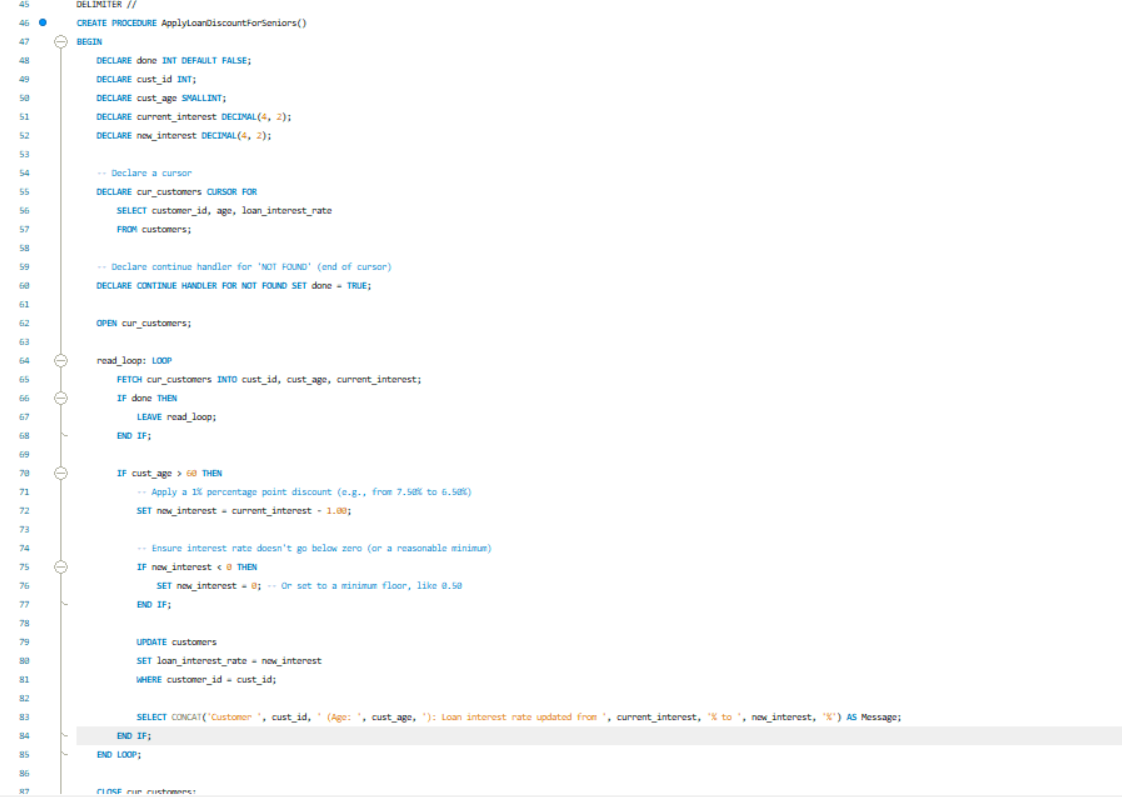 45 DELIMITER //
46 CREATE PROCEDURE ApplyLoanDiscountForSeniors()
47 BEGIN
48 DECLARE done INT DEFAULT FALSE;
49 DECLARE cust_id INT;
50 DECLARE cust_age SMALLINT;
51 DECLARE current_interest DECIMAL(4, 2);
52 DECLARE new_interest DECIMAL(4, 2);
53
54 -- Declare a cursor
55 DECLARE cur_customers CURSOR FOR
56 SELECT customer_id, age, loan_interest_rate
57 FROM customers;
58
59 -- Declare continue handler for 'NOT FOUND' (end of cursor)
60 DECLARE CONTINUE HANDLER FOR NOT FOUND SET done = TRUE;
61
62 OPEN cur_customers;
63
64 read_loop: LOOP
65 FETCH cur_customers INTO cust_id, cust_age, current_interest;
66 IF done THEN
67 LEAVE read_loop;
68 END IF;
69
70 IF cust_age > 60 THEN
71 -- Apply a 1% percentage point discount (e.g., from 7.50% to 6.50%)
72 SET new_interest = current_interest - 1.00;
73
74 -- Ensure interest rate doesn't go below zero (or a reasonable minimum)
75 IF new_interest < 0 THEN
76 SET new_interest = 0; -- Or set to a minimum floor, like 0.50
77 END IF;
78
79 UPDATE customers
80 SET loan_interest_rate = new_interest
81 WHERE customer_id = cust_id;
82
83 SELECT CONCAT('Customer ', cust_id, ' (Age: ', cust_age, '): Loan interest rate updated from ', current_interest, '% to ', new_interest, '%') AS Message;
84 END IF;
85 END LOOP;
86
87 CLOSE cur_customers;